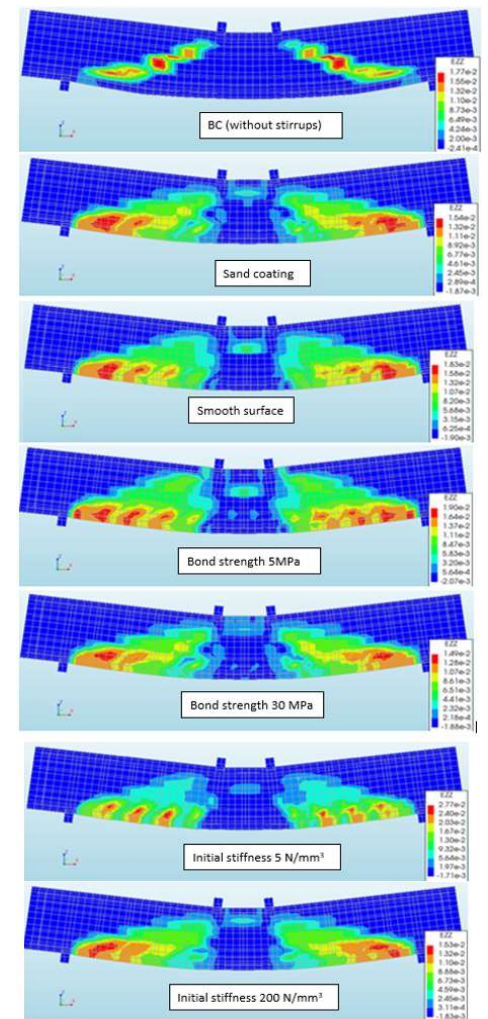 EZZ
1.77e-2
1.55e-2
1.32e-2
1.10e-2
8.73e-3
6.49e-3
4.24e-3
2.00e-3
-2.41e-4
BC (without stirrups)
EZZ
1.54e-2
1.32e-2
1.11e-2
8.92e-3
6.77e-3
4.61e-3
2.45e-3
2.89e-4
-1.87e-3
Sand coating
EZZ
1.83e-2
1.58e-2
1.32e-2
1.07e-2
8.20e-3
5.68e-3
3.15e-3
6.25e-4
-1.90e-3
Smooth surface
EZZ
1.90e-2
1.64e-2
1.37e-2
1.11e-2
8.47e-3
5.83e-3
3.20e-3
5.64e-4
-2.07e-3
Bond strength 5MPa
EZZ
1.49e-2
1.28e-2
1.07e-2
8.61e-3
6.51e-3
4.41e-3
2.32e-3
2.18e-4
-1.88e-3
Bond strength 30 MPa
EZZ
2.77e-2
2.40e-2
2.03e-2
1.67e-2
1.30e-2
9.32e-3
5.64e-3
1.97e-3
-1.71e-3
Initial stiffness 5 N/mm³
EZZ
1.53e-2
1.32e-2
1.10e-2
8.88e-3
6.73e-3
4.59e-3
2.45e-3
3.11e-4
-1.83e-3
Initial stiffness 200 N/mm³